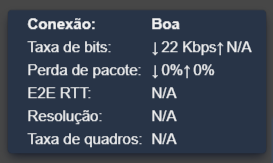 Conexão: Boa
Taxa de bits: ↓22 Kbps↑N/A
Perda de pacote: ↓0%↑0%
E2E RTT: N/A
Resolução: N/A
Taxa de quadros: N/A